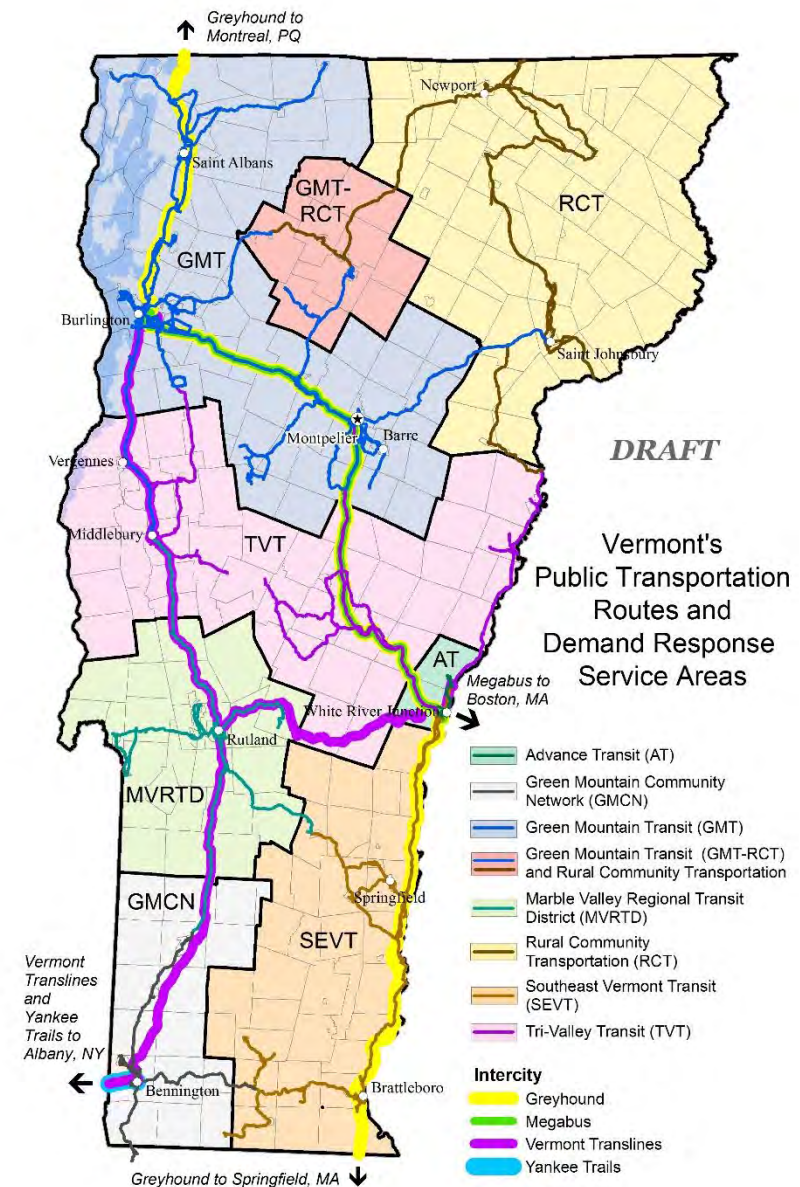 Greyhound to
Montreal, PQ
Newport
Saint Albans
GMT-
RCT
RCT
GMT
Burlington
Saint Johnsbury
Montpelier
Barre
DRAFT
Vergennes
Middlebury
TVT
Vermont's
Public Transportation
Routes and
Demand Response
Service Areas
AT
Megabus to
Boston, MA
White River Junction
Rutland
MVRTD
Advance Transit (AT)
Green Mountain Community
Network (GMCN)
Green Mountain Transit (GMT)
Green Mountain Transit (GMT-RCT)
and Rural Community Transportation
Marble Valley Regional Transit
District (MVRTD)
Rural Community
Transportation (RCT)
Southeast Vermont Transit
(SEVT)
Tri-Valley Transit (TVT)
GMCN
Springfield
SEVT
Vermont
Translines
and
Yankee
Trails to
Albany, NY
Bennington
Brattleboro
Intercity
Greyhound
Megabus
Vermont Translines
Yankee Trails
Greyhound to Springfield, MA